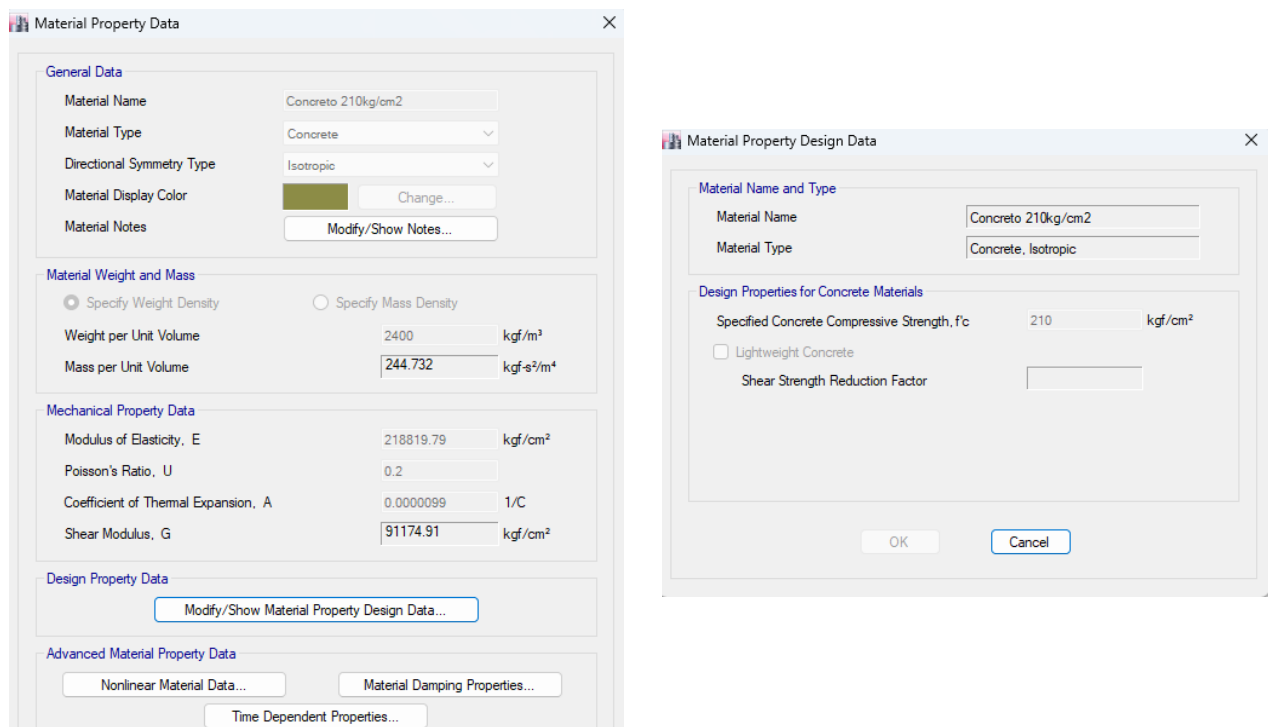 Material Property Data
General Data
Material Name Concreto 210kg/cm2
Material Type Concrete
Directional Symmetry Type Isotropic
Material Display Color Change...
Material Notes Modify/Show Notes...
Material Weight and Mass
Specify Weight Density Specify Mass Density
Weight per Unit Volume 2400 kgf/m³
Mass per Unit Volume 244.732 kgf-s²/m⁴
Mechanical Property Data
Modulus of Elasticity, E 218819.79 kgf/cm²
Poisson's Ratio, U 0.2
Coefficient of Thermal Expansion, A 0.0000099 1/C
Shear Modulus, G 91174.91 kgf/cm²
Design Property Data
Modify/Show Material Property Design Data...
Advanced Material Property Data
Nonlinear Material Data... Material Damping Properties...
Time Dependent Properties...
Material Property Design Data
Material Name and Type
Material Name Concreto 210kg/cm2
Material Type Concrete, Isotropic
Design Properties for Concrete Materials
Specified Concrete Compressive Strength, f'c 210 kgf/cm²
Lightweight Concrete
Shear Strength Reduction Factor
OK Cancel